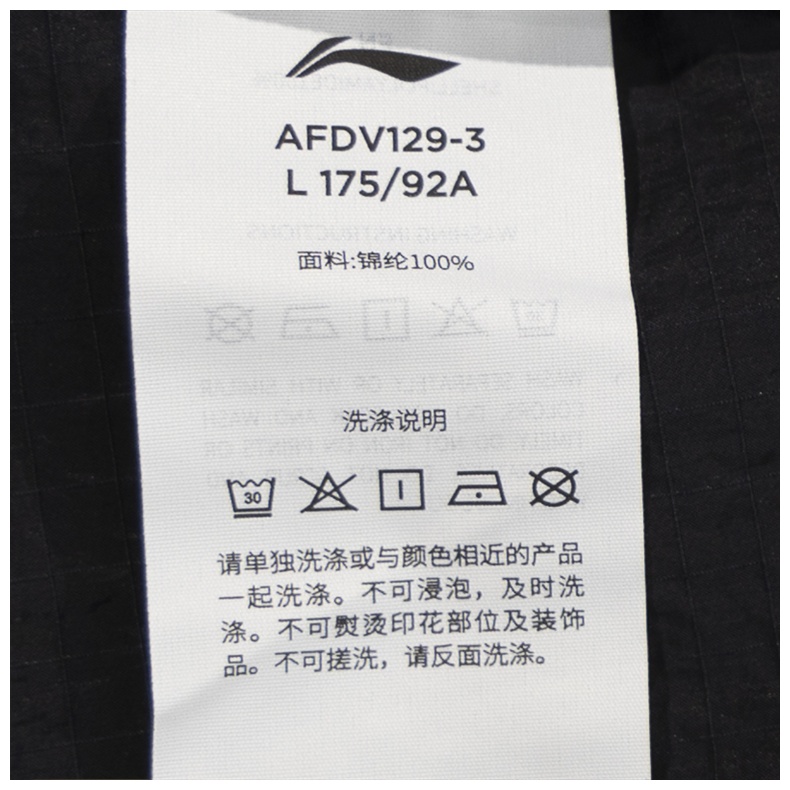 AFDV129-3
L 175/92A
面料:锦纶100%
洗涤说明
30
请单独洗涤或与颜色相近的产品
一起洗涤。不可浸泡，及时洗
涤。不可熨烫印花部位及装饰
品。不可搓洗，请反面洗涤。